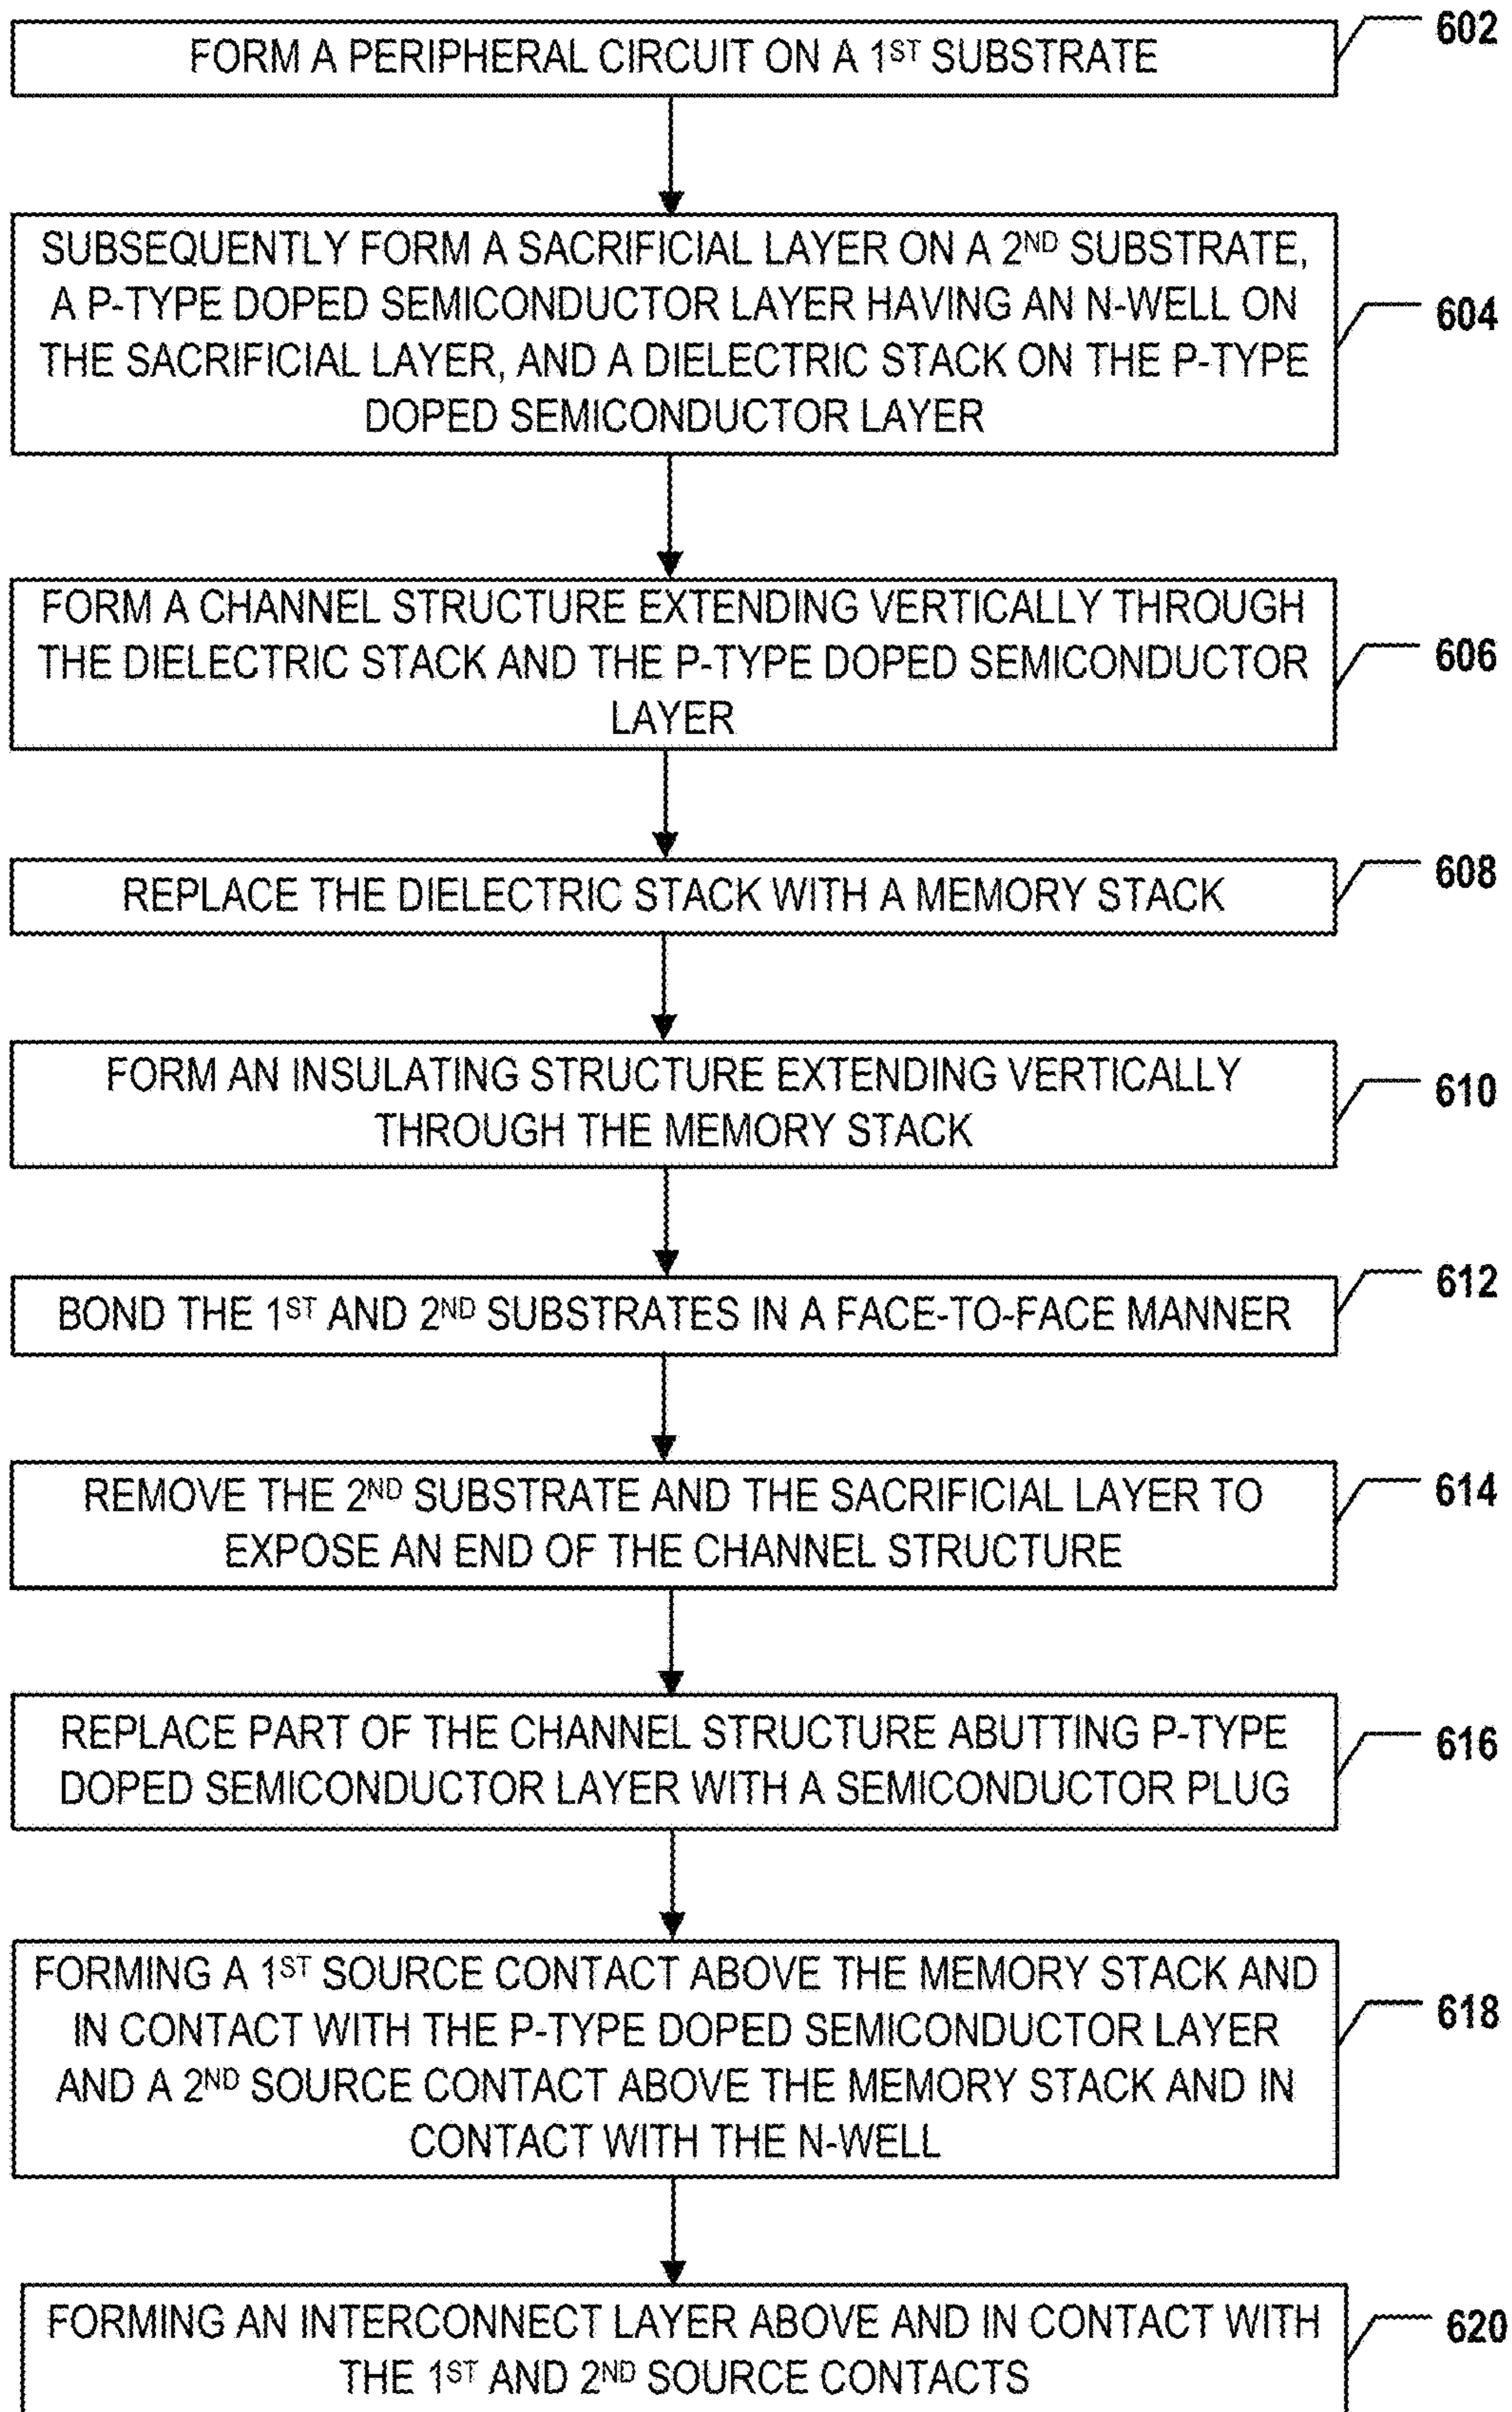 602
FORM A PERIPHERAL CIRCUIT ON A 1ST SUBSTRATE
SUBSEQUENTLY FORM A SACRIFICIAL LAYER ON A 2ND SUBSTRATE,
A P-TYPE DOPED SEMICONDUCTOR LAYER HAVING AN N-WELL ON
THE SACRIFICIAL LAYER, AND A DIELECTRIC STACK ON THE P-TYPE
DOPED SEMICONDUCTOR LAYER
604
FORM A CHANNEL STRUCTURE EXTENDING VERTICALLY THROUGH
THE DIELECTRIC STACK AND THE P-TYPE DOPED SEMICONDUCTOR
LAYER
606
REPLACE THE DIELECTRIC STACK WITH A MEMORY STACK
608
FORM AN INSULATING STRUCTURE EXTENDING VERTICALLY
THROUGH THE MEMORY STACK
610
BOND THE 1ST AND 2ND SUBSTRATES IN A FACE-TO-FACE MANNER
612
REMOVE THE 2ND SUBSTRATE AND THE SACRIFICIAL LAYER TO
EXPOSE AN END OF THE CHANNEL STRUCTURE
614
REPLACE PART OF THE CHANNEL STRUCTURE ABUTTING P-TYPE
DOPED SEMICONDUCTOR LAYER WITH A SEMICONDUCTOR PLUG
616
FORMING A 1ST SOURCE CONTACT ABOVE THE MEMORY STACK AND
IN CONTACT WITH THE P-TYPE DOPED SEMICONDUCTOR LAYER
AND A 2ND SOURCE CONTACT ABOVE THE MEMORY STACK AND IN
CONTACT WITH THE N-WELL
618
FORMING AN INTERCONNECT LAYER ABOVE AND IN CONTACT WITH
THE 1ST AND 2ND SOURCE CONTACTS
620